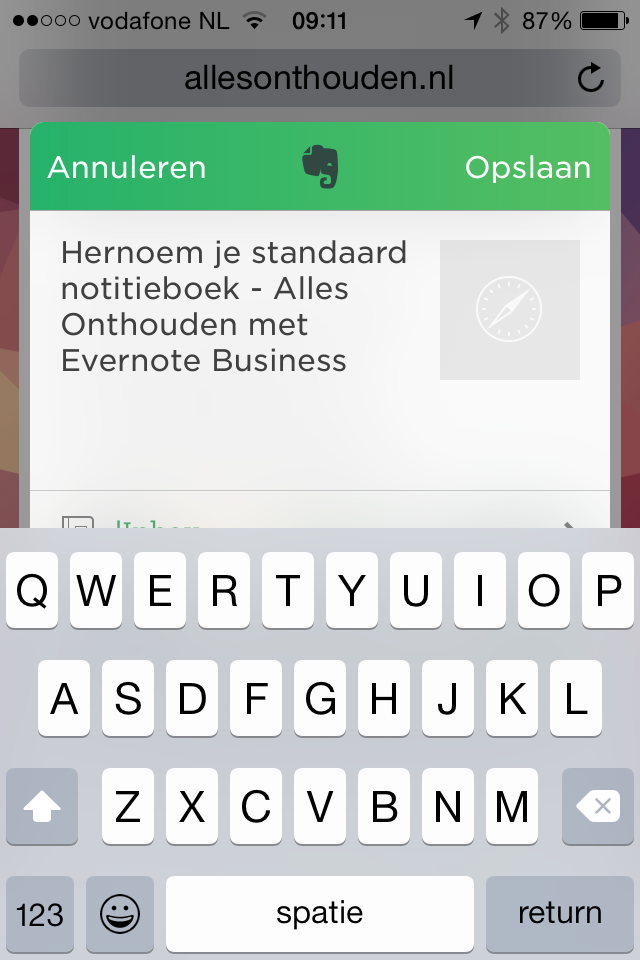 vodafone NL 09:11 87%
allesonthouden.nl
Annuleren Opslaan
Hernoem je standaard
notitieboek - Alles
Onthouden met
Evernote Business
Q W E R T Y U I O P
A S D F G H J K L
Z X C V B N M
123 spatie return